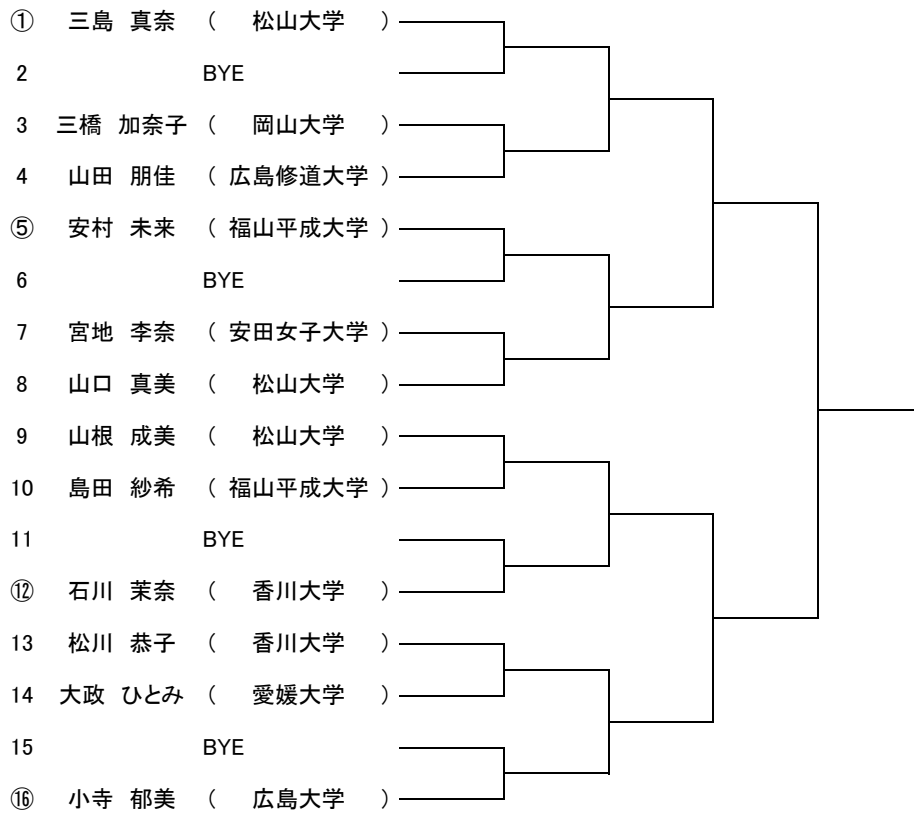 ① 三島 真奈 ( 松山大学 )
2 BYE
3 三橋 加奈子 ( 岡山大学 )
4 山田 朋佳 ( 広島修道大学 )
⑤ 安村 未来 ( 福山平成大学 )
6 BYE
7 宮地 李奈 ( 安田女子大学 )
8 山口 真美 ( 松山大学 )
9 山根 成美 ( 松山大学 )
10 島田 紗希 ( 福山平成大学 )
11 BYE
⑫ 石川 茉奈 ( 香川大学 )
13 松川 恭子 ( 香川大学 )
14 大政 ひとみ ( 愛媛大学 )
15 BYE
⑯ 小寺 郁美 ( 広島大学 )